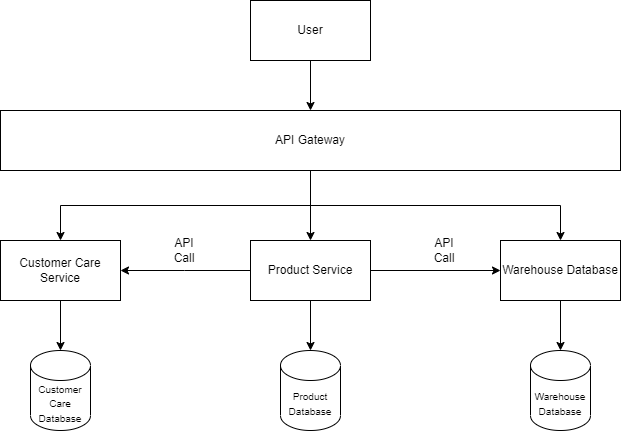 User
API Gateway
API
Call
API
Call
Customer Care
Service
Product Service
Warehouse Database
Customer
Care
Database
Product
Database
Warehouse
Database